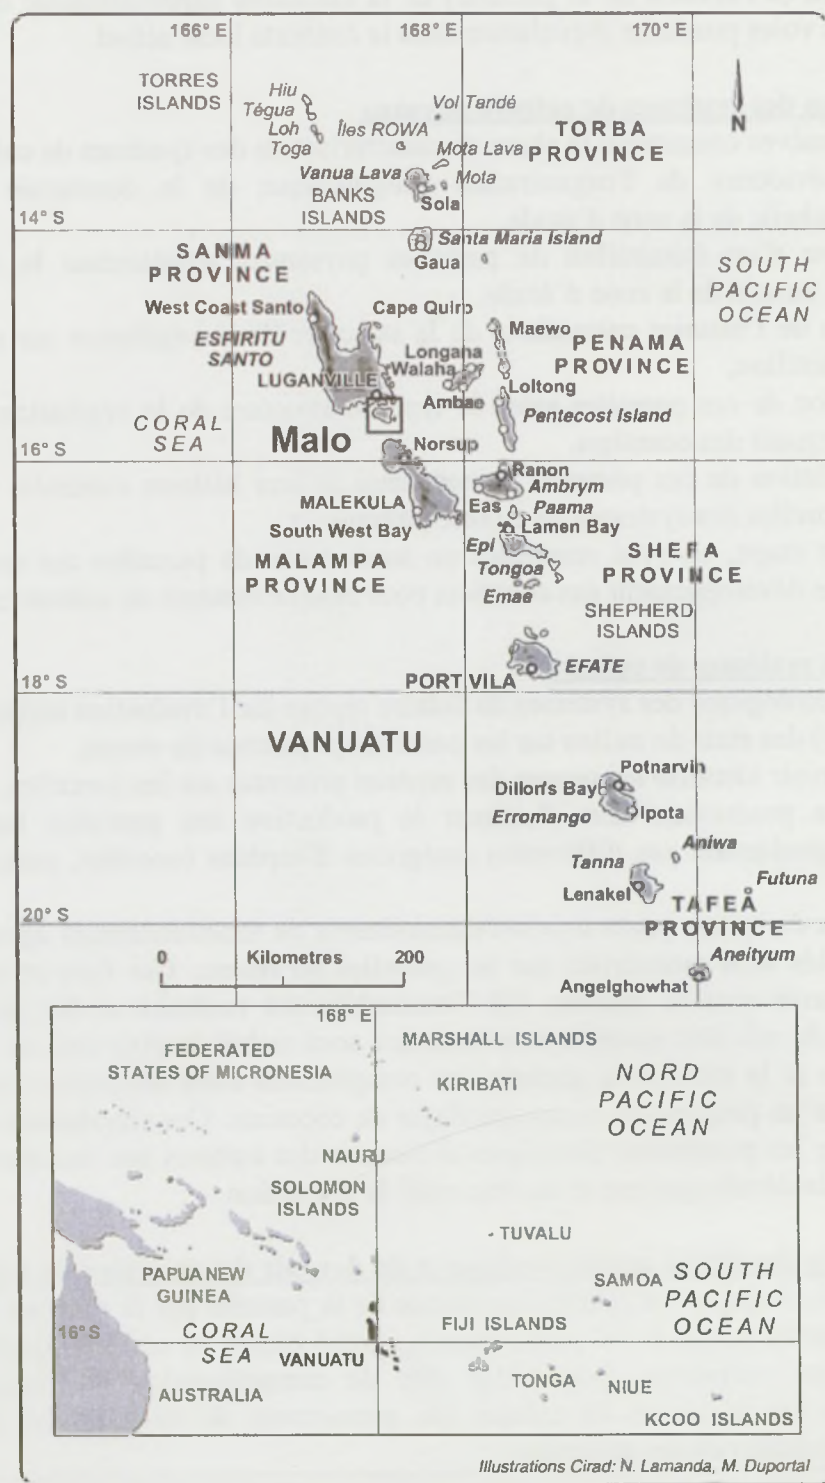 166° E
168° E
170° E
TORRES
ISLANDS
Hiu
Tégua
Loh
Toga
Vol Tandé
Îles ROWA
Mota Lava
Vanua Lava
Mota
BANKS
ISLANDS
Sola
TORBA
PROVINCE
N
14° S
Santa Maria Island
Gaua
SANMA
PROVINCE
SOUTH
PACIFIC
OCEAN
West Coast Santo
Cape Quiro
ESPIRITU
SANTO
Maewo
PENAMA
PROVINCE
Longana
Walaha
LUGANVILLE
Loltong
Ambae
Pentecost Island
CORAL
SEA
Malo
Norsup
16° S
Ranon
Ambrym
MALEKULA
Eas
Paama
South West Bay
Lamen Bay
Epi
MALAMPA
PROVINCE
SHEFA
PROVINCE
Tongoa
Emae
SHEPHERD
ISLANDS
EFATE
PORT VILA
18° S
VANUATU
Potnarvin
Dillon's Bay
Erromango
Ipota
Aniwa
Tanna
Futuna
Lenakel
TAFEA
PROVINCE
20° S
Aneityum
Angelghowhat
0 Kilometres 200
168° E
MARSHALL ISLANDS
FEDERATED
STATES OF MICRONESIA
KIRIBATI
NORD
PACIFIC
OCEAN
NAURU
SOLOMON
ISLANDS
TUVALU
PAPUA NEW
GUINEA
SAMOA
SOUTH
PACIFIC
OCEAN
FIJI ISLANDS
16°S
CORAL
SEA
VANUATU
TONGA
NIUE
AUSTRALIA
KCOO ISLANDS
Illustrations Cirad: N. Lamanda, M. Duportal